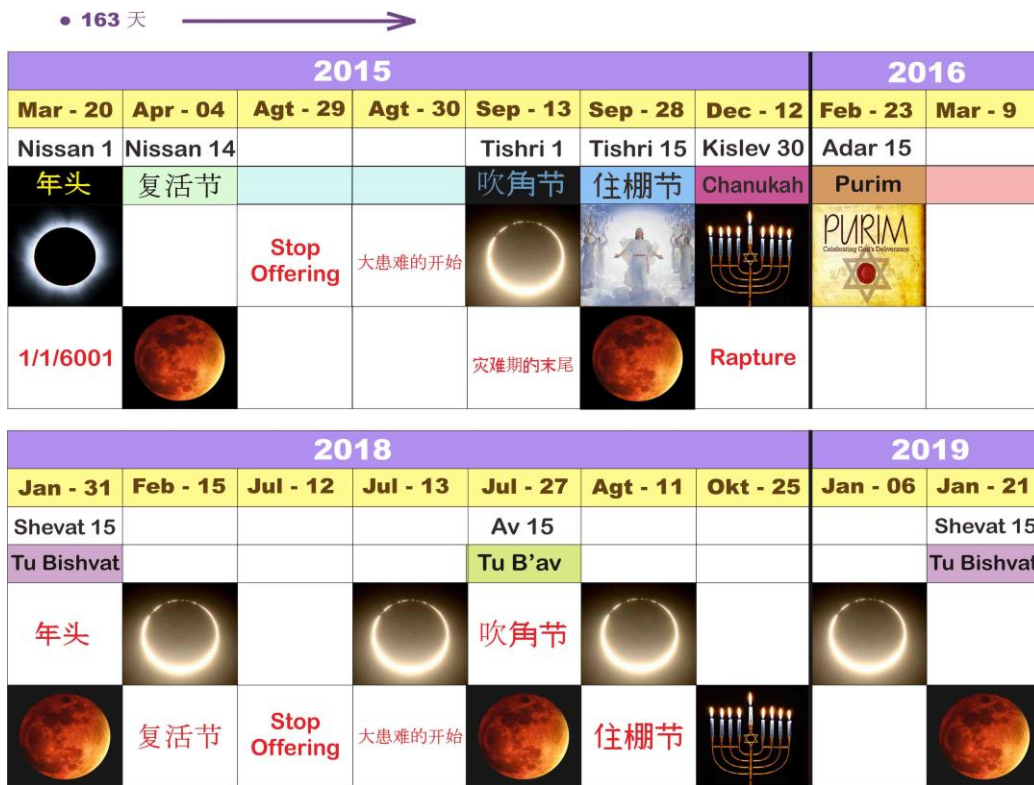 • 163 天
2015 2016
Mar - 20 Apr - 04 Agt - 29 Agt - 30 Sep - 13 Sep - 28 Dec - 12 Feb - 23 Mar - 9
Nissan 1 Nissan 14 Tishri 1 Tishri 15 Kislev 30 Adar 15
年头 复活节 吹角节 住棚节 Chanukah Purim
Stop Offering 大患难的开始 PURIM Celebrating God's Deliverance
1/1/6001 灾难期的末尾 Rapture
2018 2019
Jan - 31 Feb - 15 Jul - 12 Jul - 13 Jul - 27 Agt - 11 Okt - 25 Jan - 06 Jan - 21
Shevat 15 Av 15 Shevat 15
Tu Bishvat Tu B’av Tu Bishvat
年头 吹角节
复活节 Stop Offering 大患难的开始 住棚节